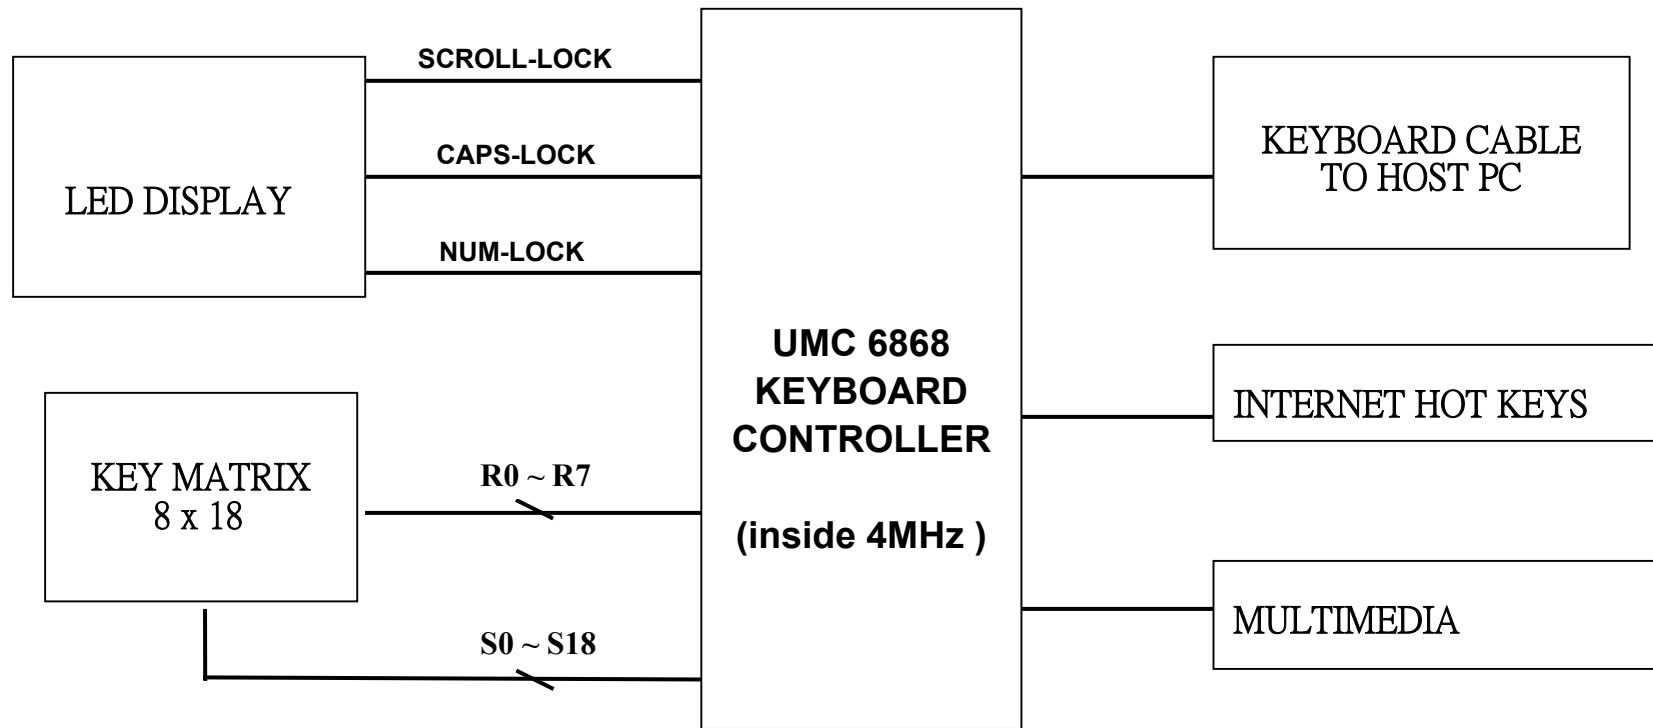 SCROLL-LOCK
CAPS-LOCK
LED DISPLAY
NUM-LOCK
KEY MATRIX
8 x 18
R0 ~ R7
S0 ~ S18
UMC 6868
KEYBOARD
CONTROLLER
(inside 4MHz )
KEYBOARD CABLE
TO HOST PC
INTERNET HOT KEYS
MULTIMEDIA